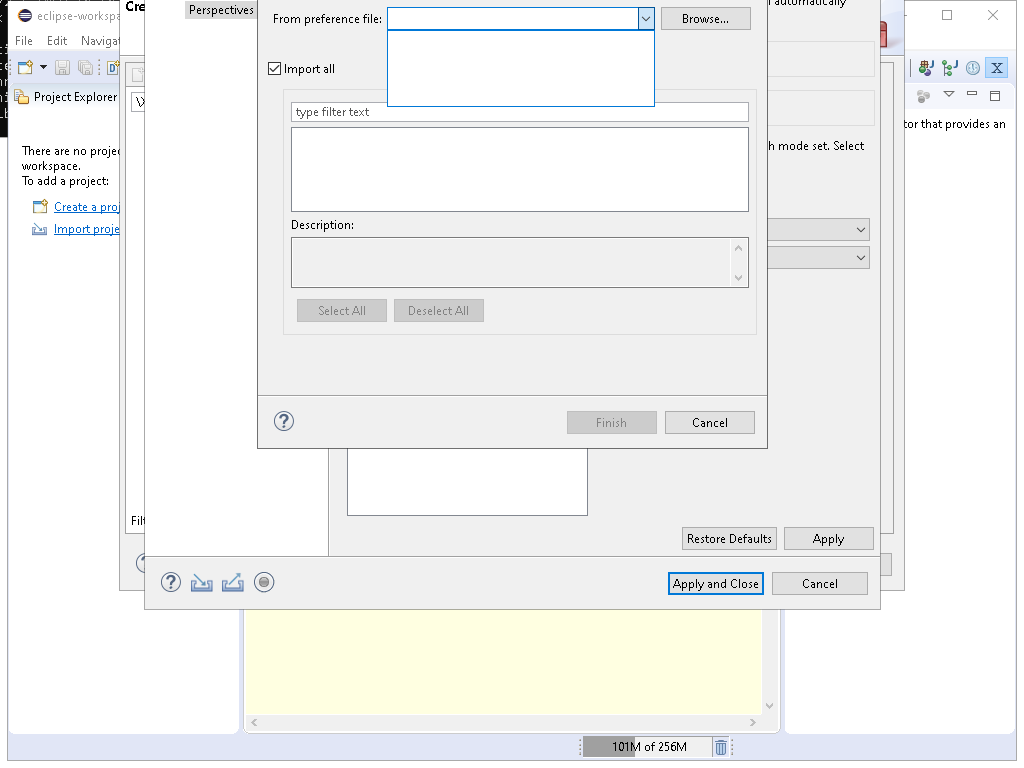 eclipse-workspa
Cre
Perspectives
From preference file:
Browse...
automatically
File Edit Navigat
Import all
Project Explorer
type filter text
tor that provides an
There are no projec
workspace.
To add a project:
h mode set. Select
Create a proj
Import proje
Description:
Select All
Deselect All
Finish
Cancel
Filt
Restore Defaults
Apply
Apply and Close
Cancel
101M of 256M